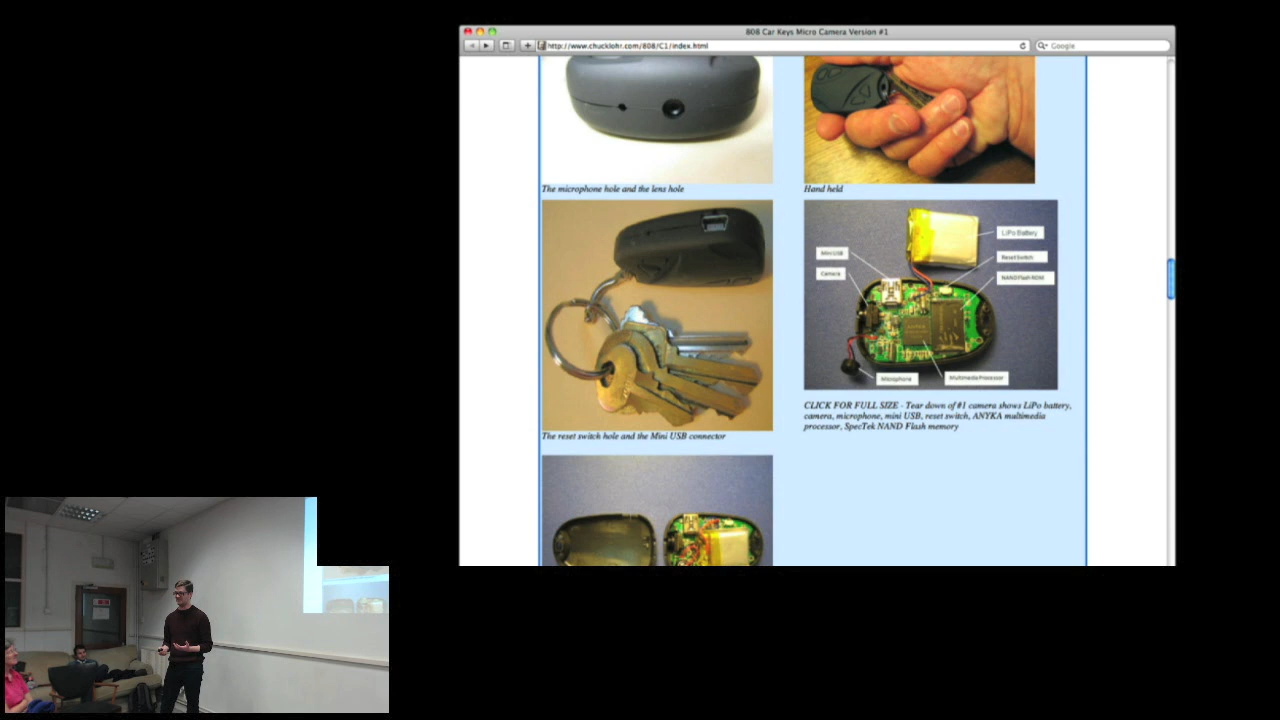 808 Car Keys Micro Camera Version #1
http://www.chucklohr.com/808/C1/index.html
Google
The microphone hole and the lens hole
Hand held
LiPo Battery
Mini USB
Reset Switch
Camera
NAND Flash ROM
Microphone
Multimedia Processor
CLICK FOR FULL SIZE - Tear down of #1 camera shows LiPo battery,
camera, microphone, mini USB, reset switch, ANYKA multimedia
processor, SpecTek NAND Flash memory
The reset switch hole and the Mini USB connector